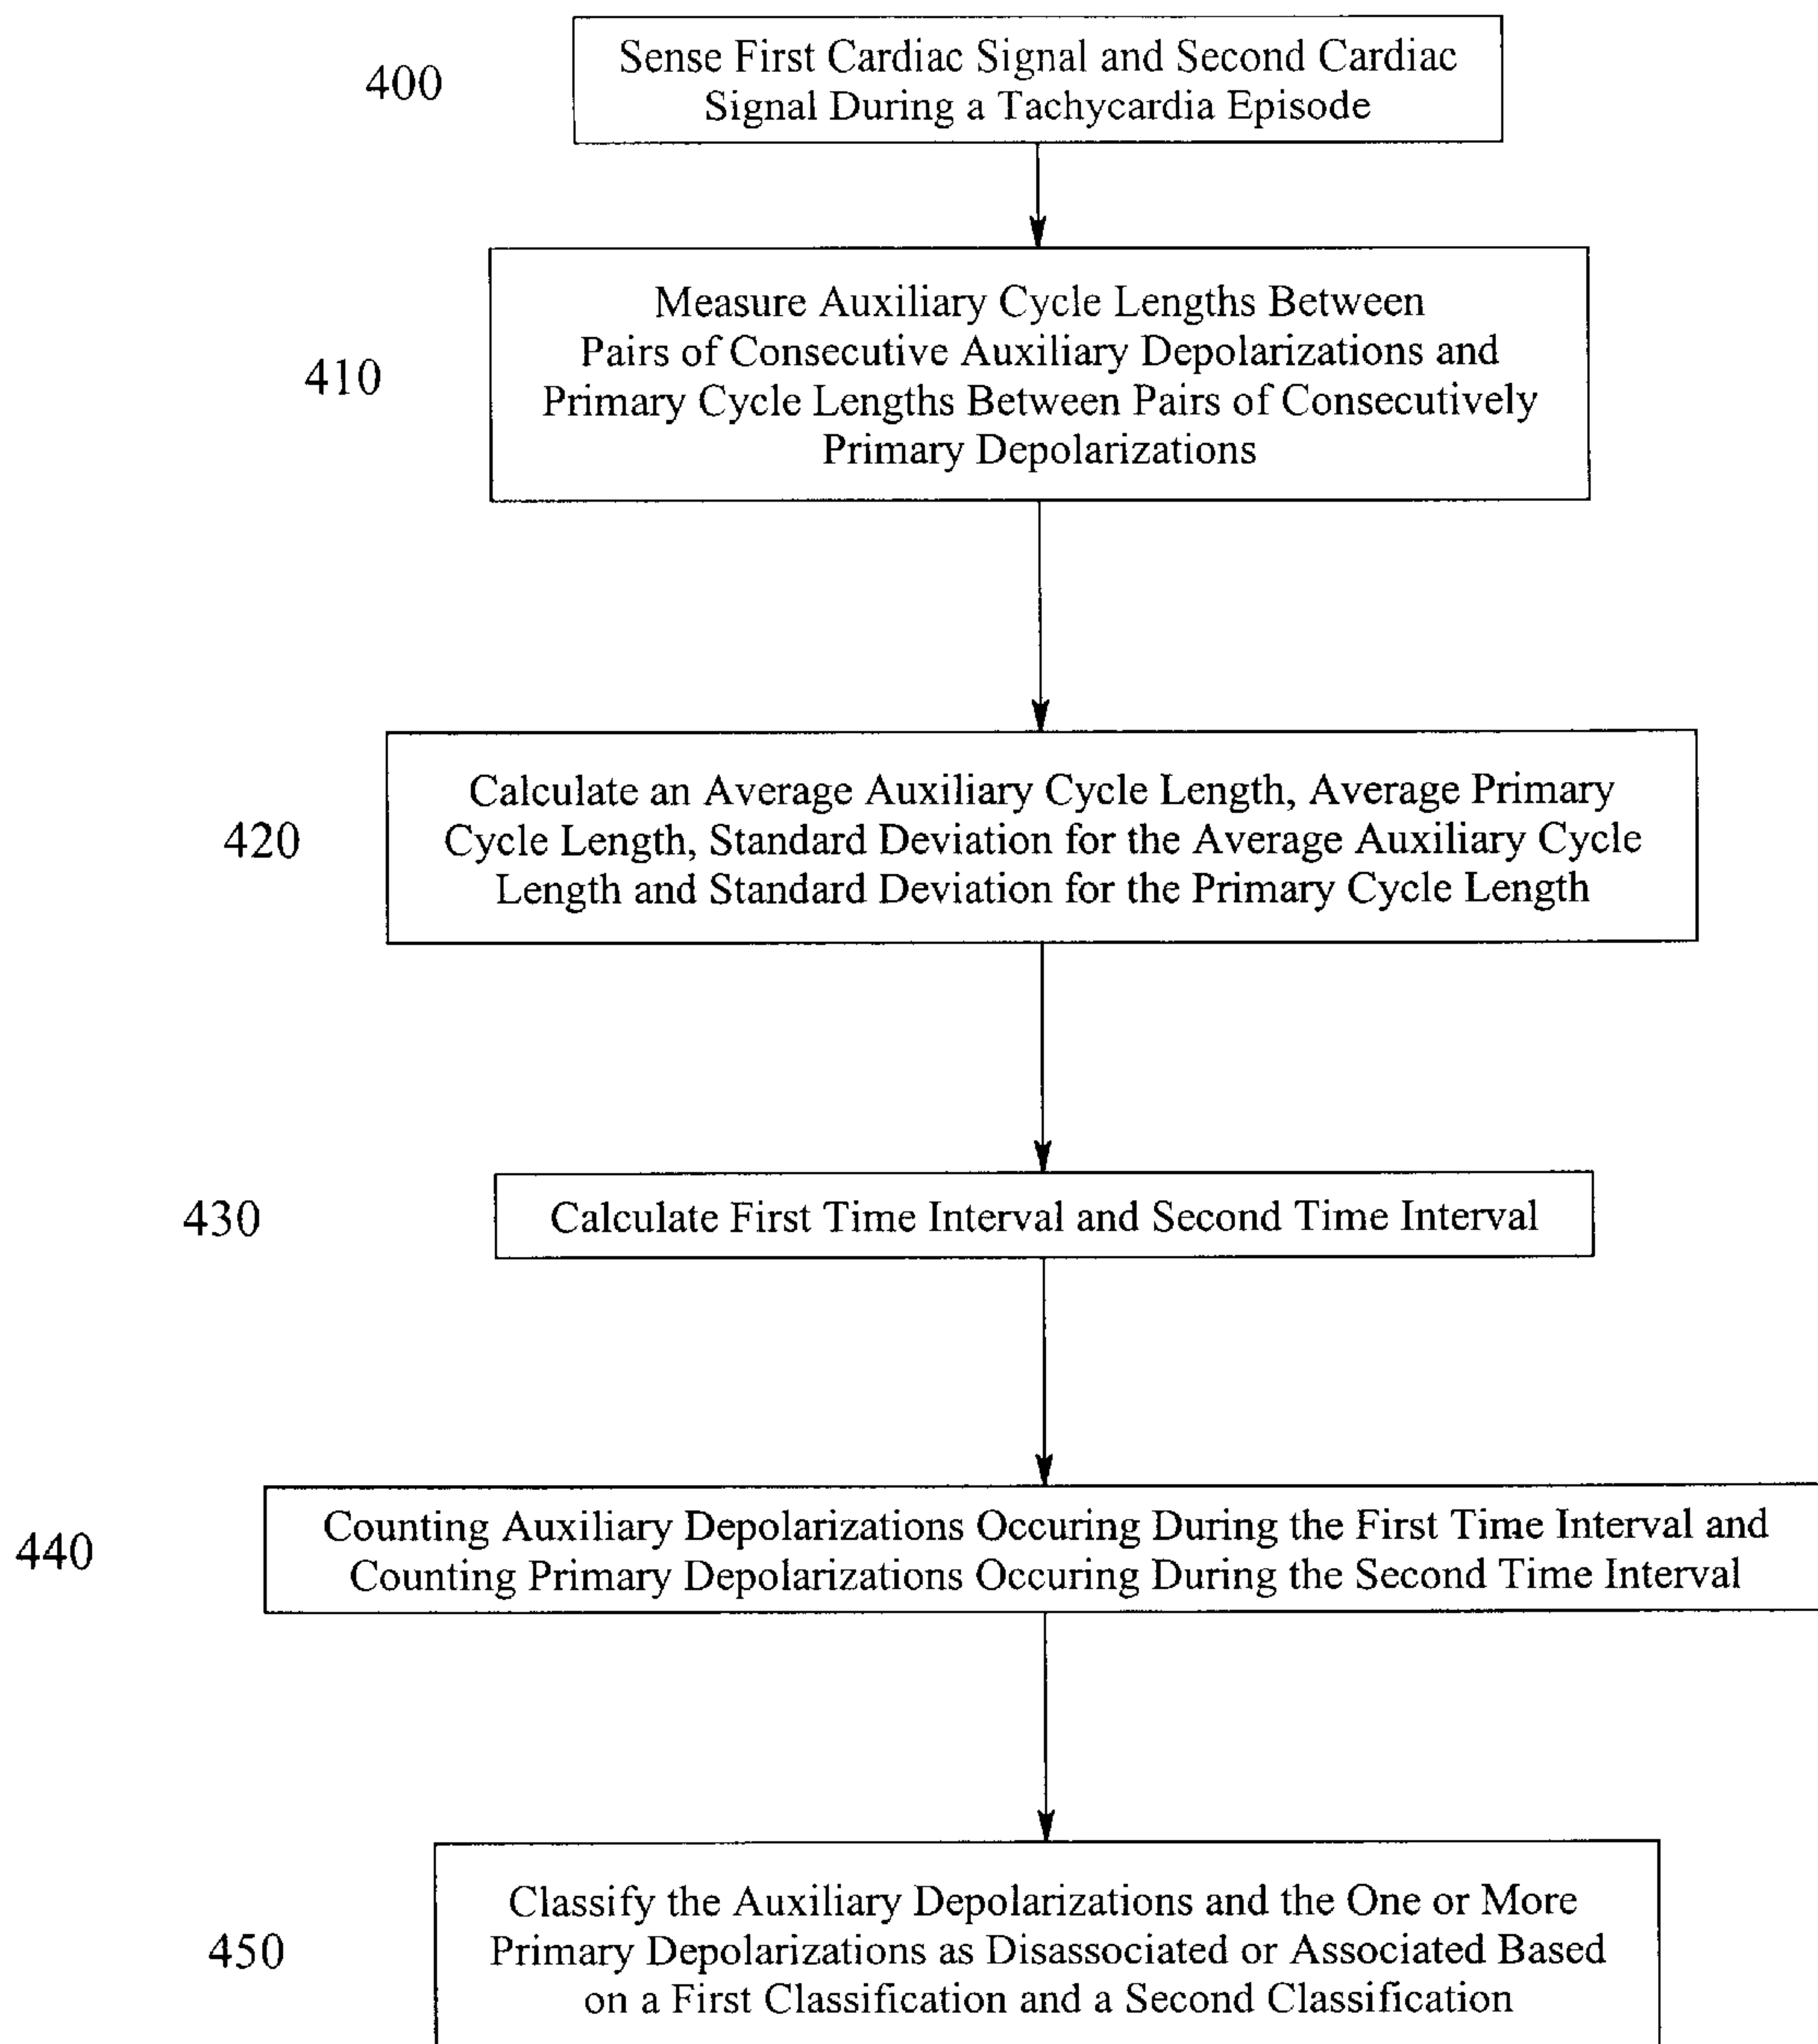 400
Sense First Cardiac Signal and Second Cardiac
Signal During a Tachycardia Episode
410
Measure Auxiliary Cycle Lengths Between
Pairs of Consecutive Auxiliary Depolarizations and
Primary Cycle Lengths Between Pairs of Consecutively
Primary Depolarizations
420
Calculate an Average Auxiliary Cycle Length, Average Primary
Cycle Length, Standard Deviation for the Average Auxiliary Cycle
Length and Standard Deviation for the Primary Cycle Length
430
Calculate First Time Interval and Second Time Interval
440
Counting Auxiliary Depolarizations Occuring During the First Time Interval and
Counting Primary Depolarizations Occuring During the Second Time Interval
450
Classify the Auxiliary Depolarizations and the One or More
Primary Depolarizations as Disassociated or Associated Based
on a First Classification and a Second Classification